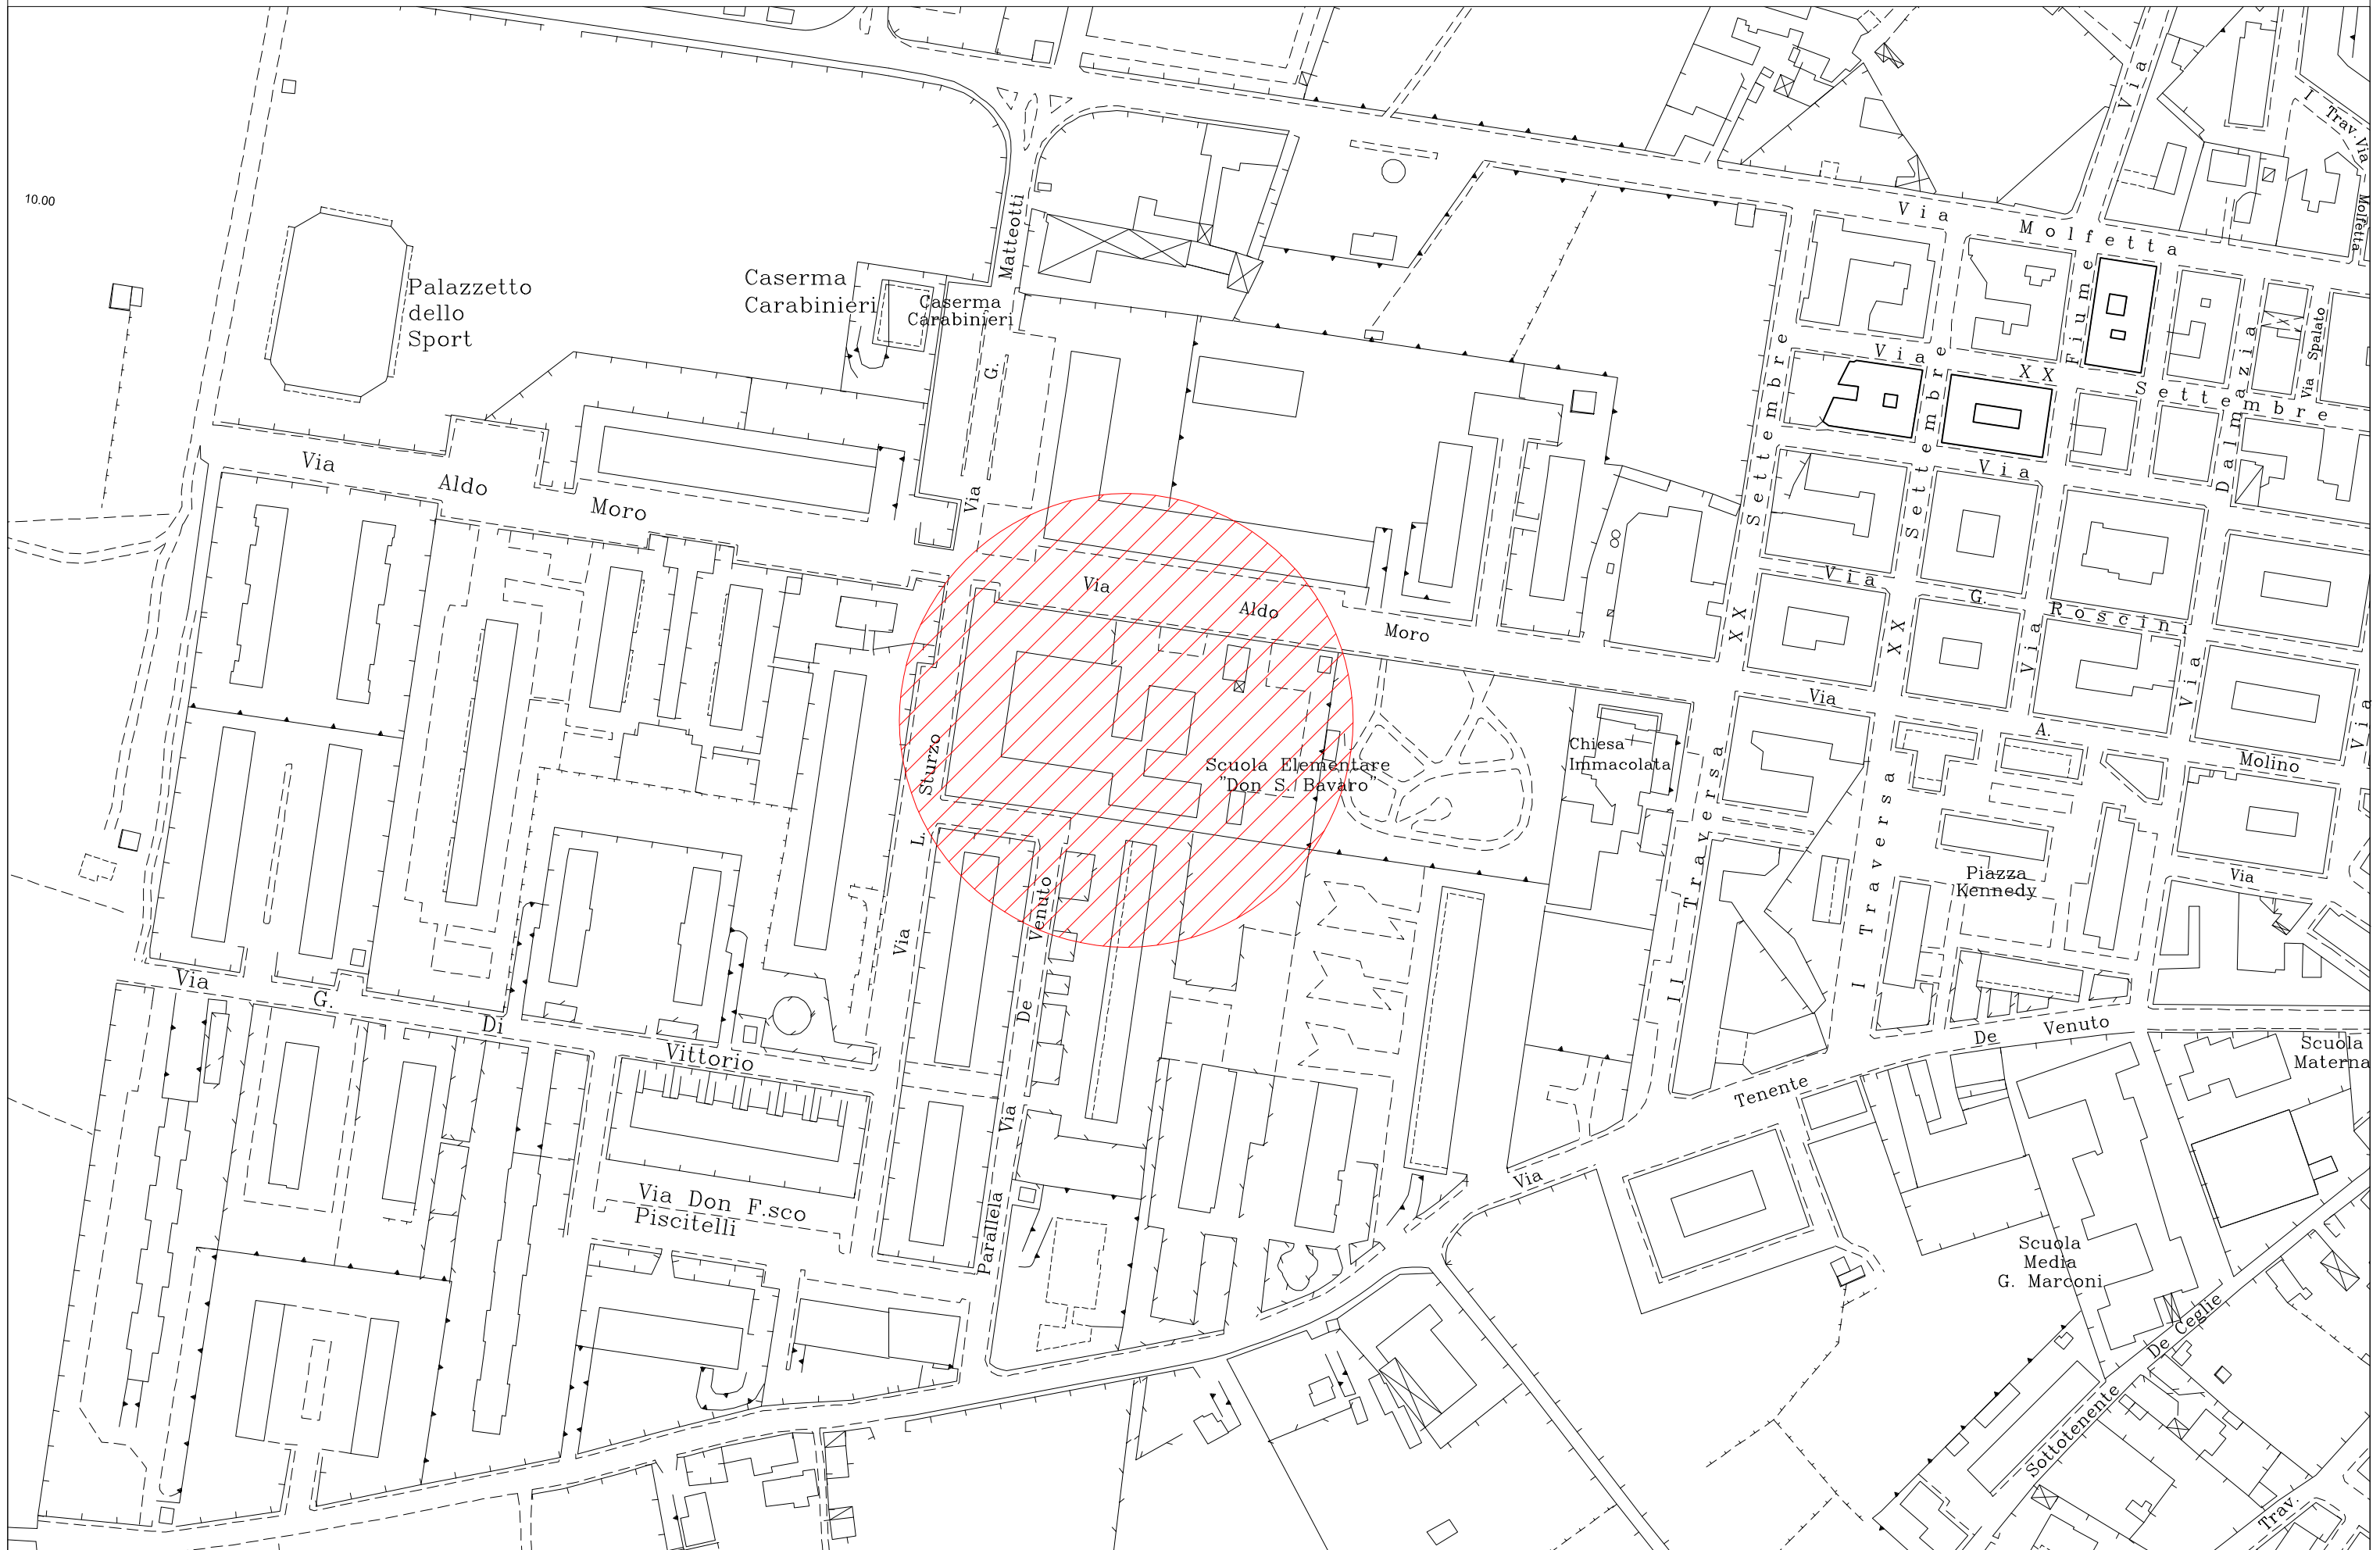 10.00
Via
I
Trav. Via
Molfetta
Matteotti
Via
Molfetta
Palazzetto
dello
Sport
Caserma
Carabinieri
Caserma
Carabinieri
Via G.
Fiume
Via Spalato
Dalmazia
Via
XX
Settembre
Settembre
Settembre
Via
Via
Aldo
Moro
Via
Aldo
Moro
Via
G.
Roscini
XX
XX
Via
Via
Via
Via
A.
Molino
Via
Via Li
Sturzo
Scuola Elementare
"Don S. Bavaro"
Chiesa
Immacolata
II Traversa
I Traversa
Piazza
Kennedy
Parallela Via De Venuto
Via
G.
Di
Vittorio
Via Don F.sco
Piscitelli
Via
Tenente
De
Venuto
Scuola
Materna
Scuola
Media
G. Marconi
Sottotenente
De Ceglie
Trav.